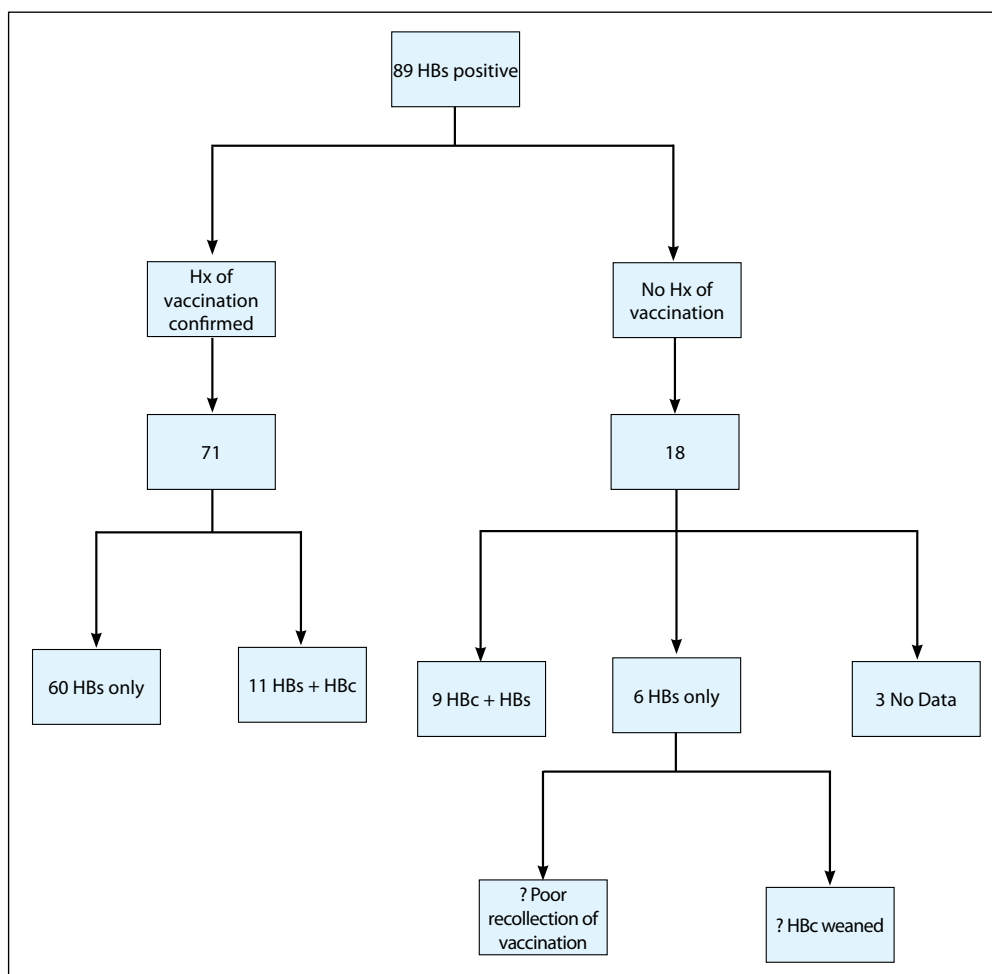 89 HBs positive
Hx of
vaccination
confirmed
No Hx of
vaccination
71
18
60 HBs only
11 HBs + HBc
9 HBc + HBs
6 HBs only
3 No Data
? Poor
recollection of
vaccination
? HBc weaned